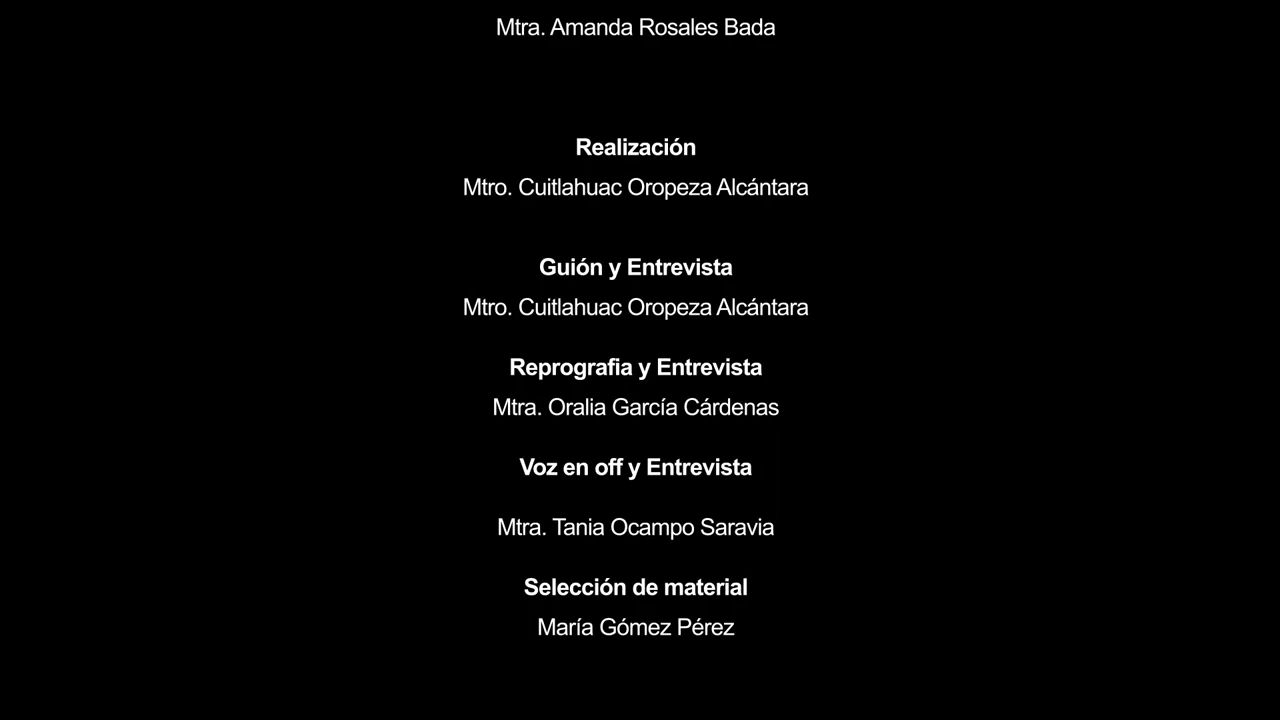 Mtra. Amanda Rosales Bada
Realización
Mtro. Cuitlahuac Oropeza Alcántara
Guión y Entrevista
Mtro. Cuitlahuac Oropeza Alcántara
Reprografia y Entrevista
Mtra. Oralia García Cárdenas
Voz en off y Entrevista
Mtra. Tania Ocampo Saravia
Selección de material
María Gómez Pérez